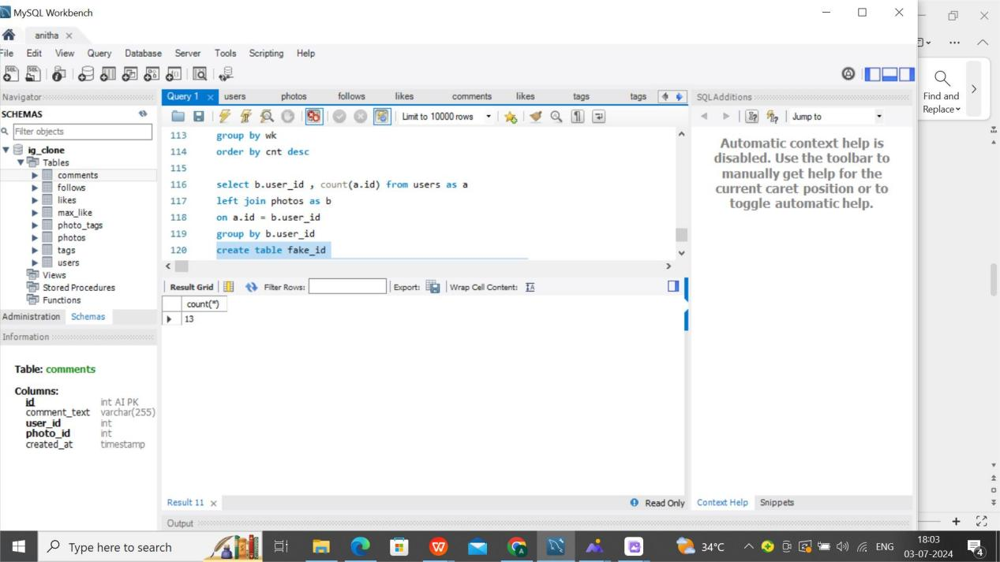 MySQL Workbench
anitha
File Edit View Query Database Server Tools Scripting Help
Navigator
SCHEMAS
Filter objects
ig_clone
Tables
comments
follows
likes
max_like
photo_tags
photos
tags
users
Views
Stored Procedures
Functions
Administration Schemas
Information
Table: comments
Columns:
id int AI PK
comment_text varchar(255)
user_id int
photo_id int
created_at timestamp
Query 1 users photos follows likes comments likes tags tags
Limit to 10000 rows
113 group by wk
114 order by cnt desc
115
116 select b.user_id , count(a.id) from users as a
117 left join photos as b
118 on a.id = b.user_id
119 group by b.user_id
120 create table fake_id
Result Grid Filter Rows: Export: Wrap Cell Content:
count(*)
13
Result 11 Read Only
Output
SQLAdditions
Jump to
Automatic context help is
disabled. Use the toolbar to
manually get help for the
current caret position or to
toggle automatic help.
Context Help Snippets
Find and
Replace
Type here to search
34°C
ENG
18:03
03-07-2024
4